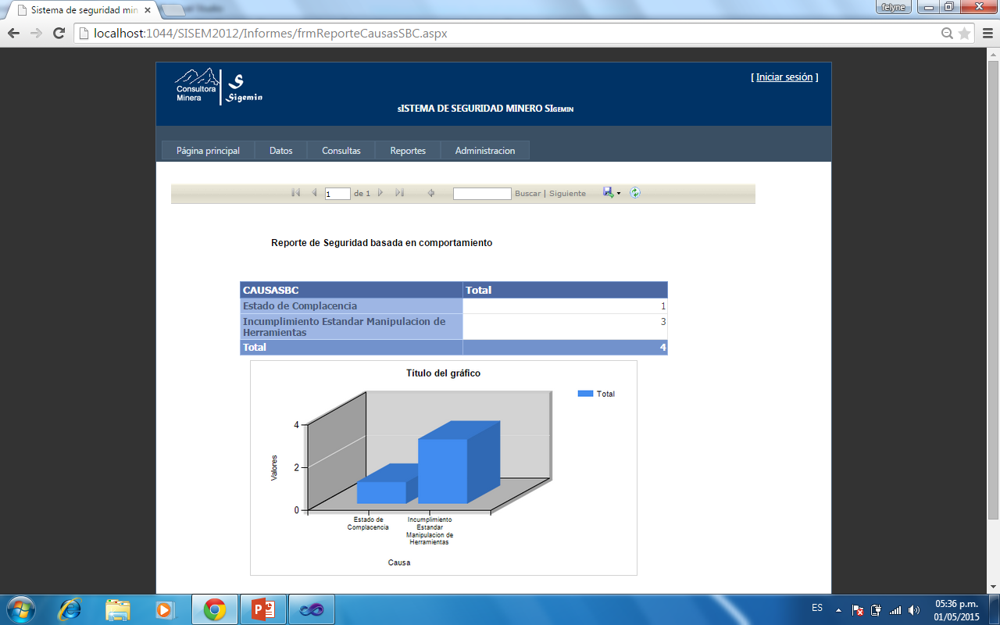 Sistema de seguridad min
felyne
localhost:1044/SISEM2012/Informes/frmReporteCausasSBC.aspx
Consultora
Minera
S
Sigemin
[ Iniciar sesión ]
sISTEMA DE SEGURIDAD MINERO SIGEMIN
Página principal Datos Consultas Reportes Administracion
1 de 1 Buscar | Siguiente
Reporte de Seguridad basada en comportamiento
CAUSASBC Total
Estado de Complacencia 1
Incumplimiento Estandar Manipulacion de 3
Herramientas
Total 4
Título del gráfico
Total
4
Valores
2
0
Estado de
Complacencia
Incumplimiento
Estandar
Manipulacion de
Herramientas
Causa
ES
05:36 p.m.
01/05/2015